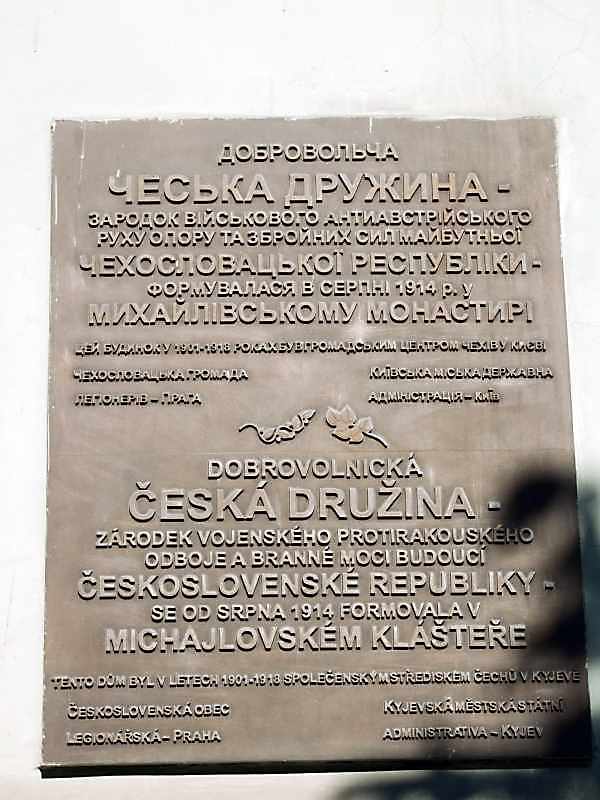 ДОБРОВОЛЬЧА
ЧЕСЬКА ДРУЖИНА -
ЗАРОДОК ВІЙСЬКОВОГО АНТИАВСТРІЙСЬКОГО
РУХУ ОПОРУ ТА ЗБРОЙНИХ СИЛ МАЙБУТНЬОЇ
ЧЕХОСЛОВАЦЬКОЇ РЕСПУБЛІКИ -
ФОРМУВАЛАСЯ В СЕРПНІ 1914 р. у
МИХАЙЛІВСЬКОМУ МОНАСТИРІ
ЦЕЙ БУДИНОК У 1901-1918 РОКАХ БУВ ГРОМАДСЬКИМ ЦЕНТРОМ ЧЕХІВ У КИЄВІ
ЧЕХОСЛОВАЦЬКА ГРОМАДА
КИЇВСЬКА МІСЬКА ДЕРЖАВНА
ЛЕГІОНЕРІВ – ПРАГА
АДМІНІСТРАЦІЯ – КИЇВ
DOBROVOLNICKÁ
ČESKÁ DRUŽINA -
ZÁRODEK VOJENSKÉHO PROTIRAKOUSKÉHO
ODBOJE A BRANNÉ MOCI BUDOUCÍ
ČESKOSLOVENSKÉ REPUBLIKY -
SE OD SRPNA 1914 FORMOVALA V
MICHAJLOVSKÉM KLÁŠTEŘE
TENTO DŮM BYL V LETECH 1901-1918 SPOLEČENSKÝM STŘEDISKEM ČECHŮ V KYJEVĚ
ČESKOSLOVENSKÁ OBEC
KYJEVSKÁ MĚSTSKÁ STÁTNÍ
LEGIONÁŘSKÁ – PRAHA
ADMINISTRATIVA – KYJEV